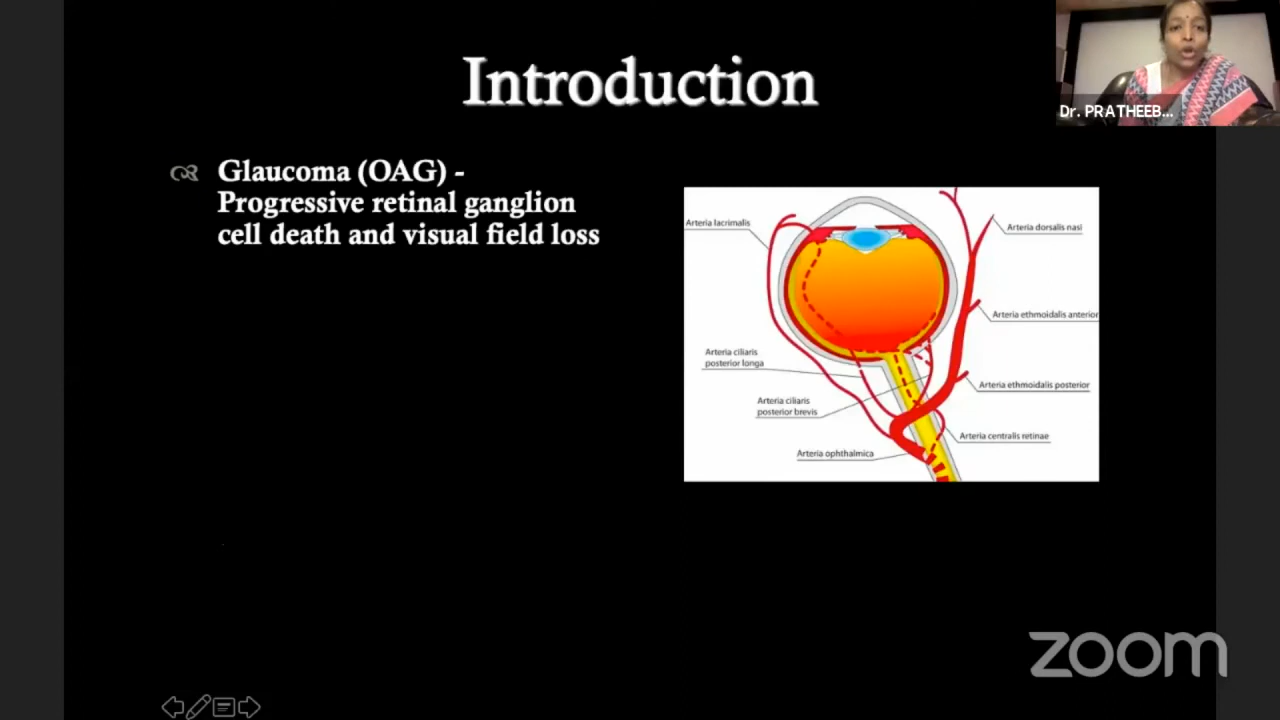 Introduction
Dr. PRATHEEB...
Glaucoma (OAG) -
Progressive retinal ganglion
cell death and visual field loss
Arteria lacrimalis
Arteria dorsalis nasi
Arteria ethmoidalis anterior
Arteria ciliaris
posterior longa
Arteria ethmoidalis posterior
Arteria ciliaris
posterior brevis
Arteria centralis retinae
Arteria ophthalmica
zoom